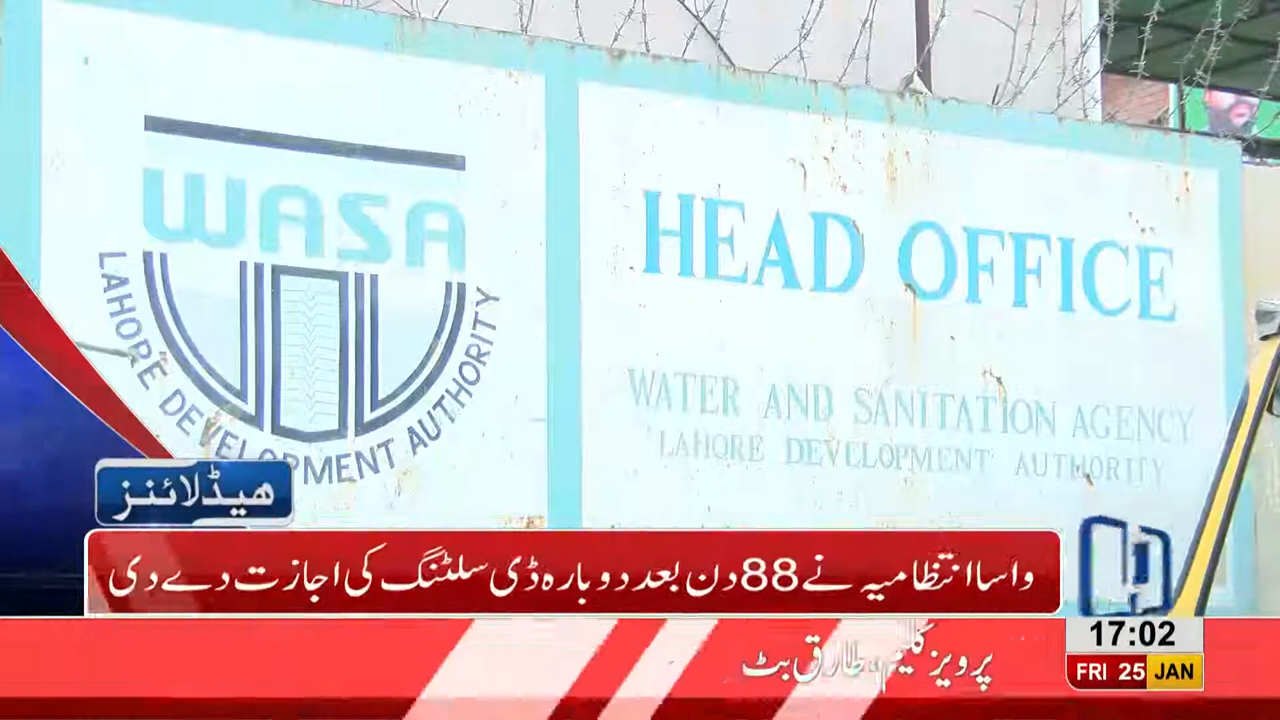 WASA
LAHORE DEVELOPMENT AUTHORITY
HEAD OFFICE
WATER AND SANITATION AGENCY
LAHORE DEVELOPMENT AUTHORITY
ھیڈلائنز
واسا انتظامیہ نے 88 دن بعد دوبارہ ڈی سلٹنگ کی اجازت دے دی
پرویز کلیم، طارق بٹ
17:02
FRI 25 JAN